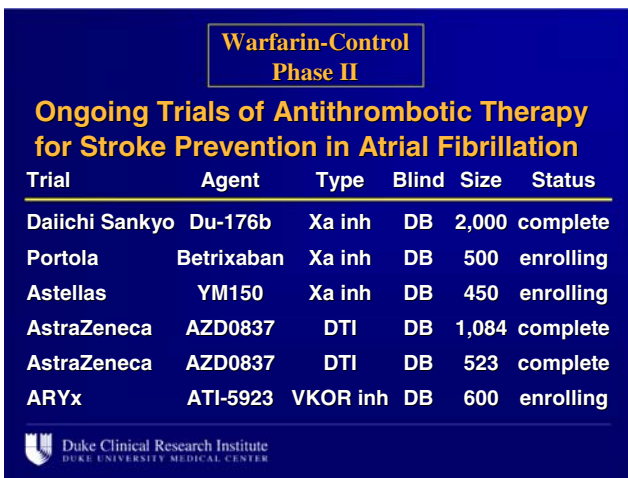 Warfarin-Control
Phase II
Ongoing Trials of Antithrombotic Therapy
for Stroke Prevention in Atrial Fibrillation
Trial Agent Type Blind Size Status
Daiichi Sankyo Du-176b Xa inh DB 2,000 complete
Portola Betrixaban Xa inh DB 500 enrolling
Astellas YM150 Xa inh DB 450 enrolling
AstraZeneca AZD0837 DTI DB 1,084 complete
AstraZeneca AZD0837 DTI DB 523 complete
ARYx ATI-5923 VKOR inh DB 600 enrolling
Duke Clinical Research Institute
DUKE UNIVERSITY MEDICAL CENTER